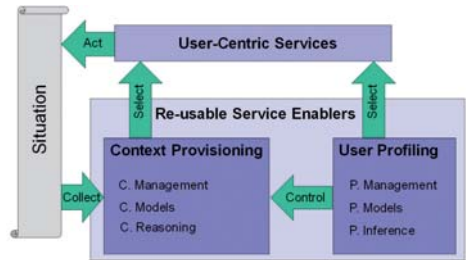 User-Centric Services
Act
Situation
Select
Select
Re-usable Service Enablers
Context Provisioning
C. Management
C. Models
C. Reasoning
Collect
Control
User Profiling
P. Management
P. Models
P. Inference